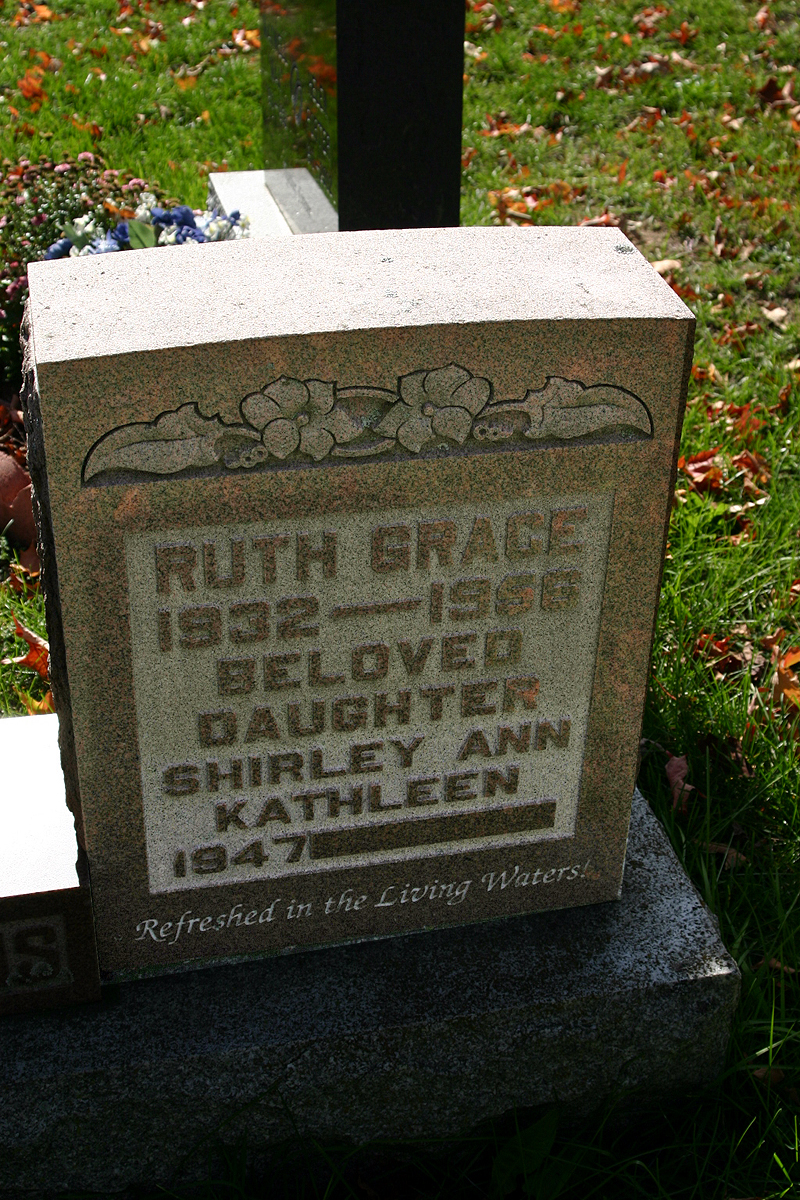 RUTH GRACE
1932—1956
BELOVED
DAUGHTER
SHIRLEY ANN
KATHLEEN
1947
Refreshed in the Living Waters!
S